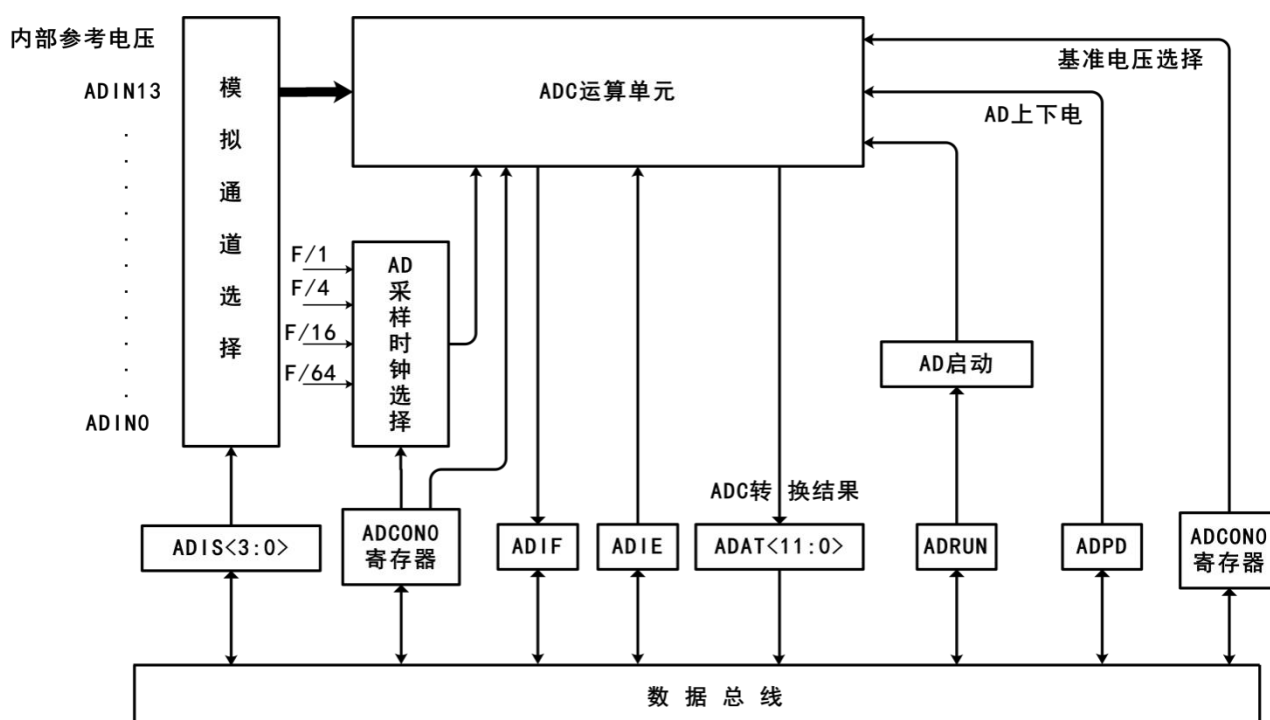 内部参考电压
ADIN13
ADIN0
模拟通道选择
ADC运算单元
基准电压选择
AD上下电
F/1
F/4
F/16
F/64
AD采样时钟选择
AD启动
ADC转换结果
ADIS<3:0>
ADCON0
寄存器
ADIF
ADIE
ADAT<11:0>
ADRUN
ADPD
ADCON0
寄存器
数据总线